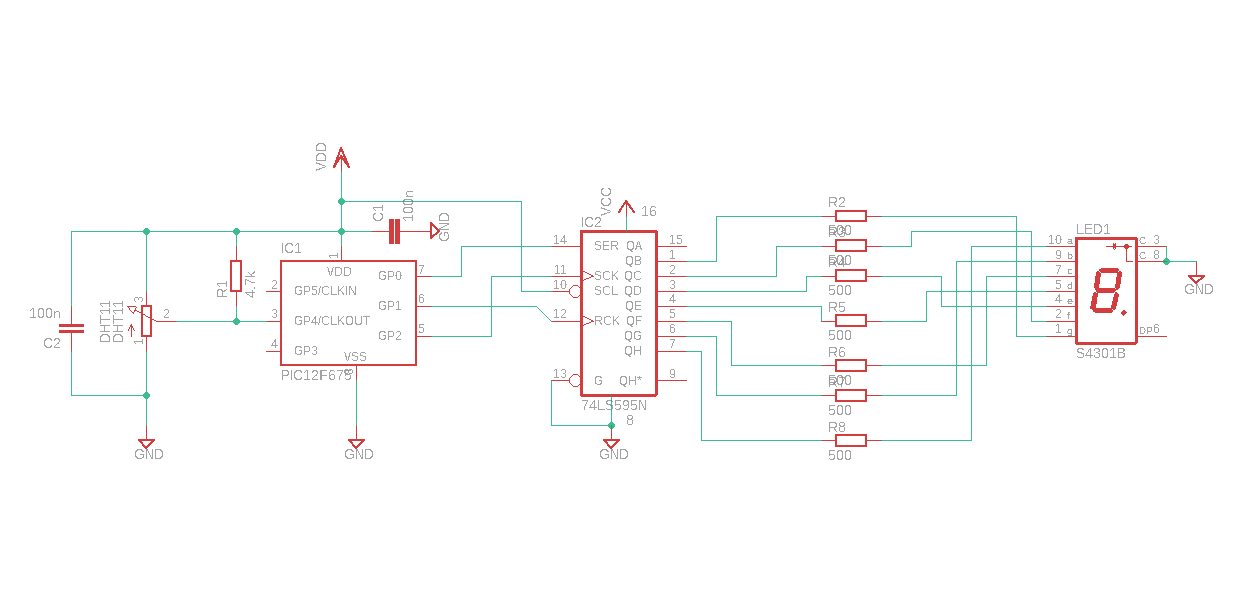 VDD
C1
100n
GND
100n
C2
DHT11
DHT11
3
2
1
R1
4.7k
IC1
1
VDD
2
GP5/CLKIN
3
GP4/CLKOUT
4
GP3
VSS
8
PIC12F675
GP0
7
GP1
6
GP2
5
GND
GND
VCC
16
IC2
14
SER
11
SCK
10
SCL
12
RCK
13
G
QA
15
QB
1
QC
2
QD
3
QE
4
QF
5
QG
6
QH
7
QH*
9
74LS595N
8
GND
R2
500
R3
500
R4
500
R5
500
R6
500
R7
500
R8
500
LED1
10 a
9 b
7 c
5 d
4 e
2 f
1 g
C 3
C 8
DP 6
S4301B
GND